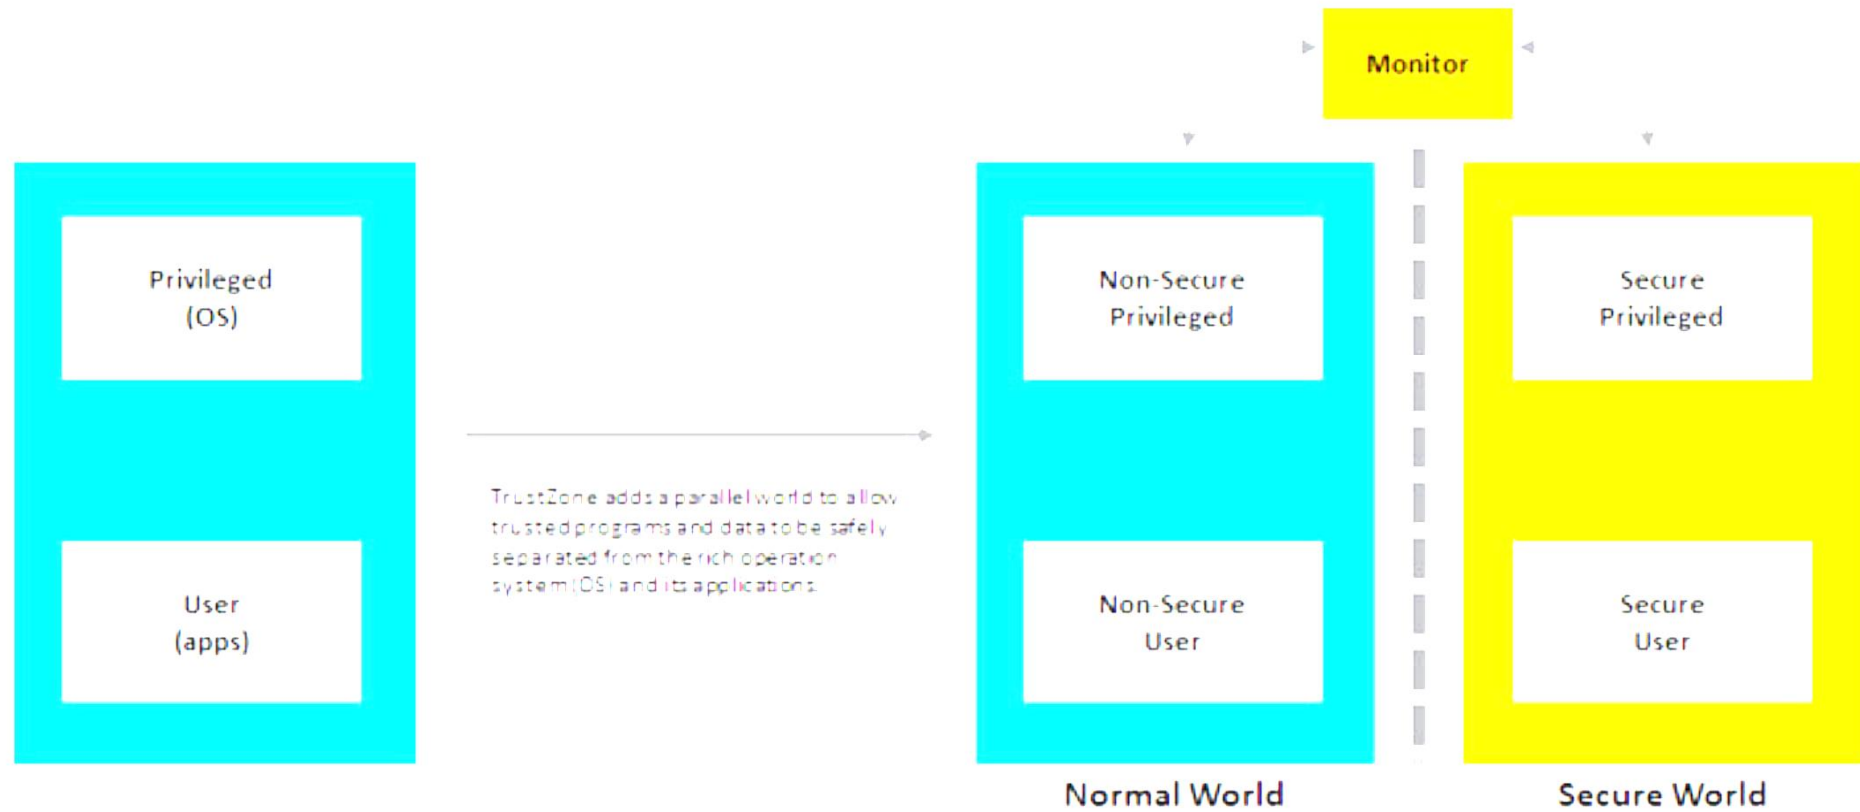 Monitor
Privileged
(OS)
User
(apps)
TrustZone adds a parallel world to allow
trusted programs and data to be safely
separated from the rich operation
system (OS) and its applications.
Non-Secure
Privileged
Non-Secure
User
Normal World
Secure
Privileged
Secure
User
Secure World